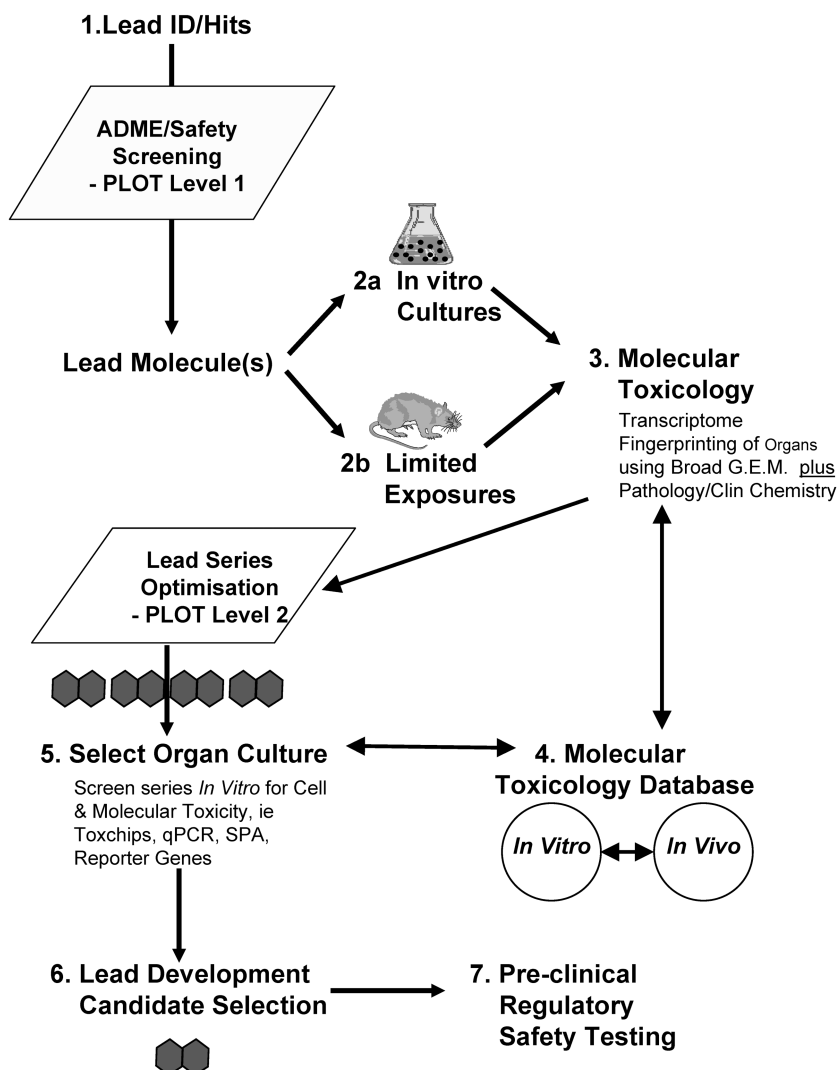 1.Lead ID/Hits
ADME/Safety
Screening
- PLOT Level 1
2a In vitro
Cultures
Lead Molecule(s)
2b Limited
Exposures
3. Molecular
Toxicology
Transcriptome
Fingerprinting of Organs
using Broad G.E.M. plus
Pathology/Clin Chemistry
Lead Series
Optimisation
- PLOT Level 2
5. Select Organ Culture
Screen series In Vitro for Cell
& Molecular Toxicity, ie
Toxchips, qPCR, SPA,
Reporter Genes
4. Molecular
Toxicology Database
In Vitro
In Vivo
6. Lead Development
Candidate Selection
7. Pre-clinical
Regulatory
Safety Testing